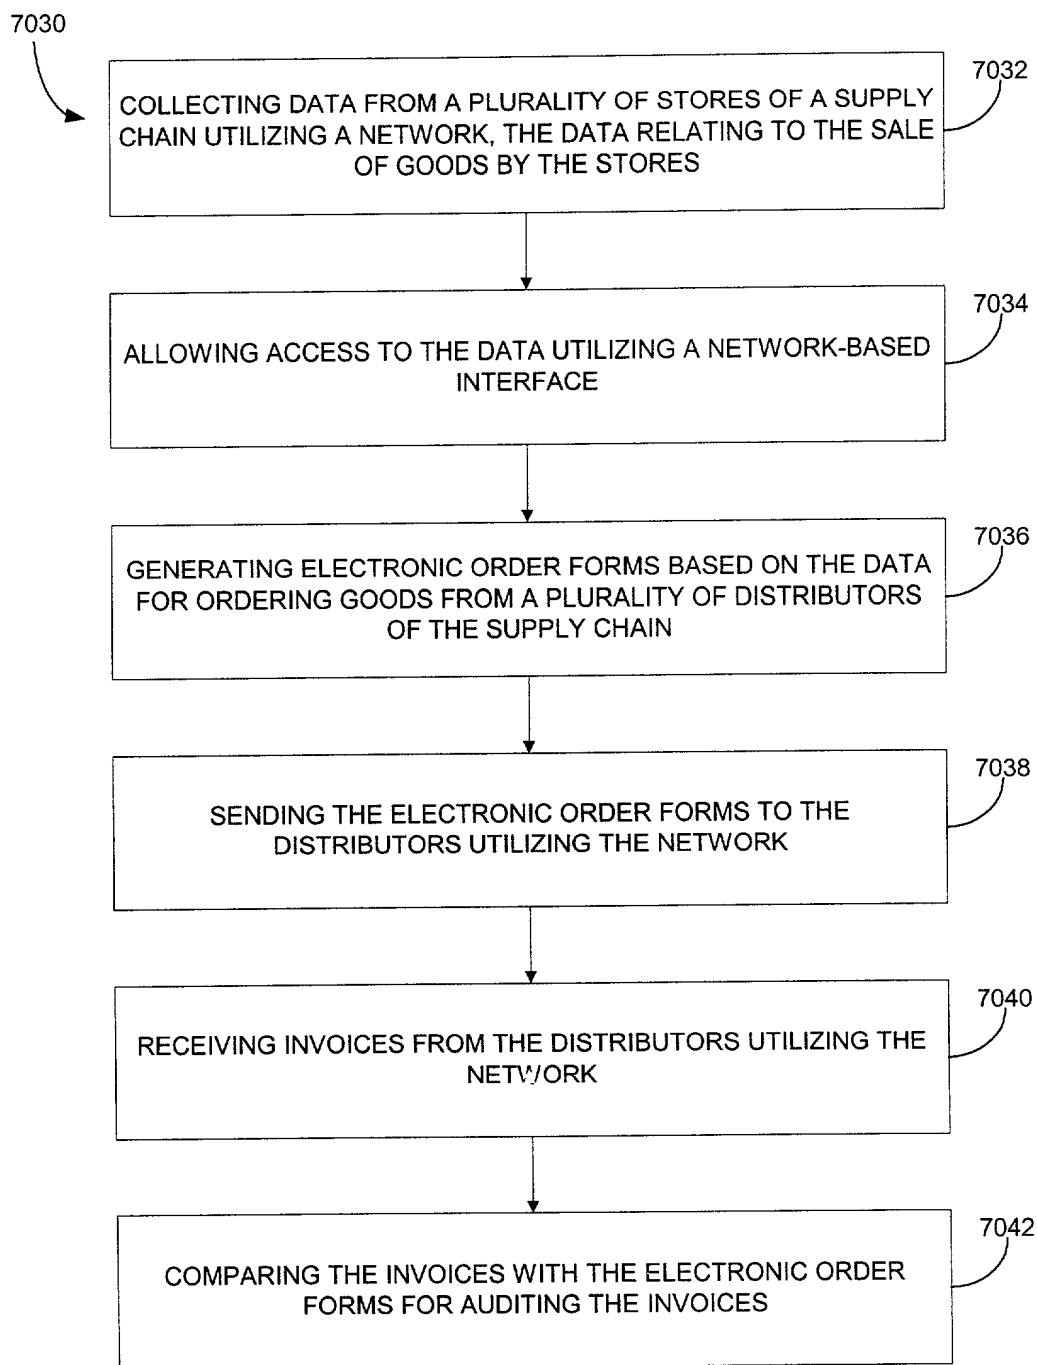 7030
7032
COLLECTING DATA FROM A PLURALITY OF STORES OF A SUPPLY
CHAIN UTILIZING A NETWORK, THE DATA RELATING TO THE SALE
OF GOODS BY THE STORES
7034
ALLOWING ACCESS TO THE DATA UTILIZING A NETWORK-BASED
INTERFACE
7036
GENERATING ELECTRONIC ORDER FORMS BASED ON THE DATA
FOR ORDERING GOODS FROM A PLURALITY OF DISTRIBUTORS
OF THE SUPPLY CHAIN
7038
SENDING THE ELECTRONIC ORDER FORMS TO THE
DISTRIBUTORS UTILIZING THE NETWORK
7040
RECEIVING INVOICES FROM THE DISTRIBUTORS UTILIZING THE
NETWORK
7042
COMPARING THE INVOICES WITH THE ELECTRONIC ORDER
FORMS FOR AUDITING THE INVOICES